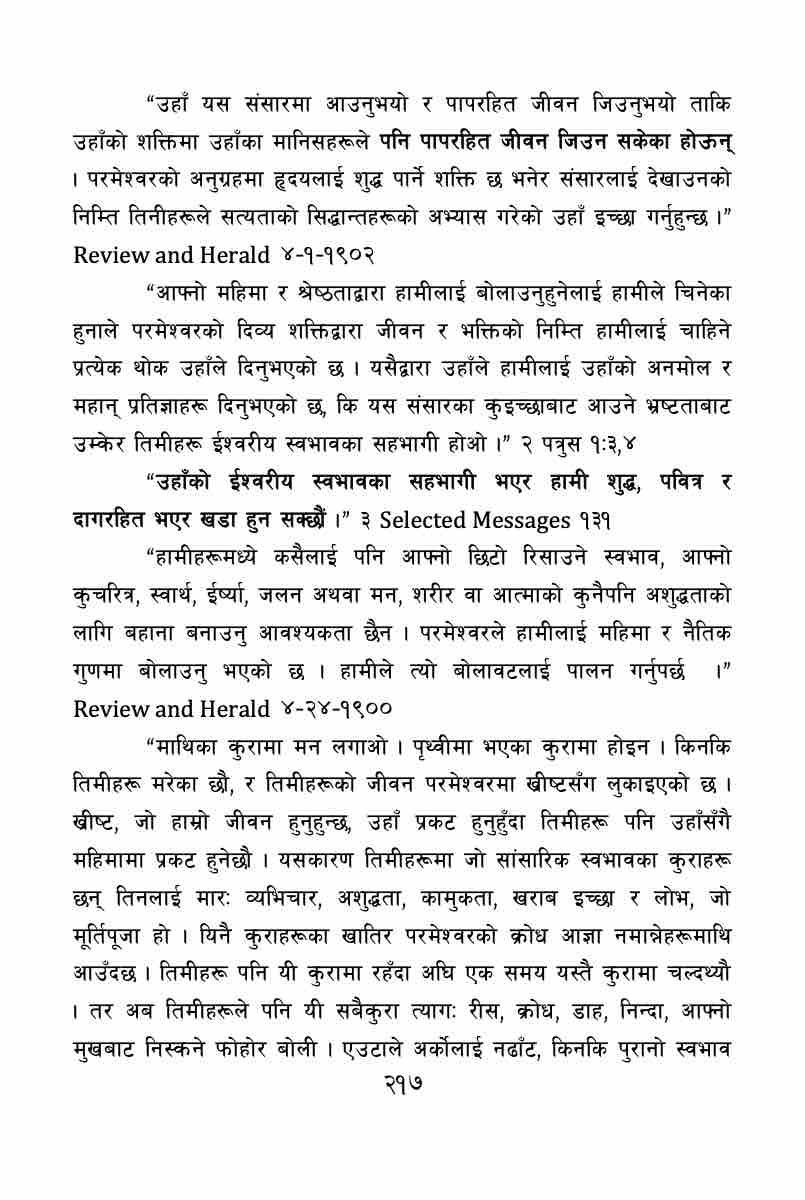 “उहाँ यस संसारमा आउनुभयो र पापरहित जीवन जिउनुभयो ताकि
उहाँको शक्तिमा उहाँका मानिसहरूले पनि पापरहित जीवन जिउन सकेका होऊन्
। परमेश्वरको अनुग्रहमा हृदयलाई शुद्ध पार्ने शक्ति छ भनेर संसारलाई देखाउनको
निम्ति तिनीहरूले सत्यताको सिद्धान्तहरूको अभ्यास गरेको उहाँ इच्छा गर्नुहुन्छ ।”
Review and Herald ४-१-१९०२
“आफ्नो महिमा र श्रेष्ठताद्वारा हामीलाई बोलाउनुहुनेलाई हामीले चिनेका
हुनाले परमेश्वरको दिव्य शक्तिद्वारा जीवन र भक्तिको निम्ति हामीलाई चाहिने
प्रत्येक थोक उहाँले दिनुभएको छ । यसैद्वारा उहाँले हामीलाई उहाँको अनमोल र
महान् प्रतिज्ञाहरू दिनुभएको छ, कि यस संसारका कुइच्छाबाट आउने भ्रष्टताबाट
उम्केर तिमीहरू ईश्वरीय स्वभावका सहभागी होओ ।” २ पत्रुस १:३,४
“उहाँको ईश्वरीय स्वभावका सहभागी भएर हामी शुद्ध, पवित्र र
दागरहित भएर खडा हुन सक्छौं ।” ३ Selected Messages १३१
“हामीहरूमध्ये कसैलाई पनि आफ्नो छिटो रिसाउने स्वभाव, आफ्नो
कुचरित्र, स्वार्थ, ईर्ष्या, जलन अथवा मन, शरीर वा आत्माको कुनैपनि अशुद्धताको
लागि बहाना बनाउनु आवश्यकता छैन । परमेश्वरले हामीलाई महिमा र नैतिक
गुणमा बोलाउनु भएको छ । हामीले त्यो बोलावटलाई पालन गर्नुपर्छ ।”
Review and Herald ४-२४-१९००
“माथिका कुरामा मन लगाओ । पृथ्वीमा भएका कुरामा होइन । किनकि
तिमीहरू मरेका छौ, र तिमीहरूको जीवन परमेश्वरमा ख्रीष्टसँग लुकाइएको छ ।
ख्रीष्ट, जो हाम्रो जीवन हुनुहुन्छ, उहाँ प्रकट हुनुहुँदा तिमीहरू पनि उहाँसँगै
महिमामा प्रकट हुनेछौ । यसकारण तिमीहरूमा जो सांसारिक स्वभावका कुराहरू
छन् तिनलाई मारः व्यभिचार, अशुद्धता, कामुकता, खराब इच्छा र लोभ, जो
मूर्तिपूजा हो । यिनै कुराहरूका खातिर परमेश्वरको क्रोध आज्ञा नमान्नेहरूमाथि
आउँदछ । तिमीहरू पनि यी कुरामा रहँदा अघि एक समय यस्तै कुरामा चल्दथ्यौ
। तर अब तिमीहरूले पनि यी सबैकुरा त्यागः रीस, क्रोध, डाह, निन्दा, आफ्नो
मुखबाट निस्कने फोहोर बोली । एउटाले अर्कोलाई नढाँट, किनकि पुरानो स्वभाव
२१७